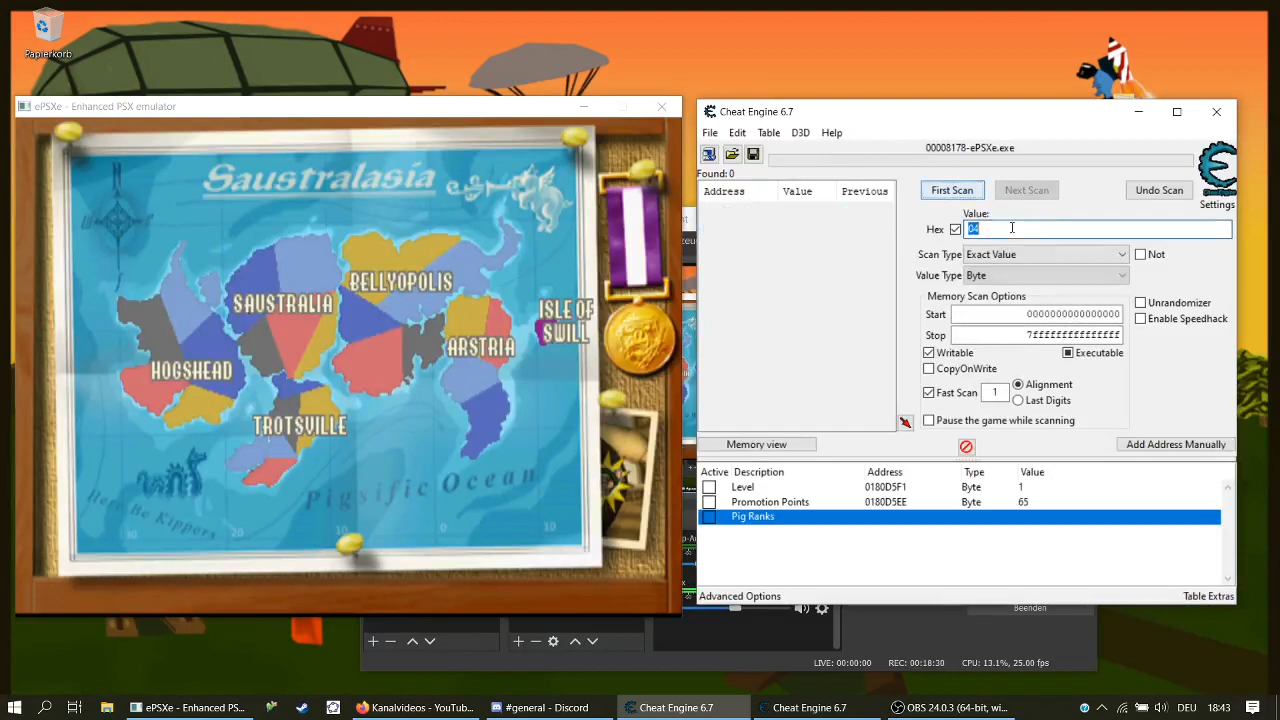 Papierkorb
ePSXe - Enhanced PSX emulator
Saustralasia
BELLYOPOLIS
SAUSTRALIA
ISLE OF
SWILL
ARSTRIA
HOGSHEAD
TROTSVILLE
Pigsific Ocean
Here Be Kippers
30 20 10 0 10
Cheat Engine 6.7
File Edit Table D3D Help
00008178-ePSXe.exe
Found: 0
Address Value Previous
First Scan Next Scan Undo Scan
Settings
Value:
Hex 04
Scan Type Exact Value Not
Value Type Byte
Memory Scan Options
Start 0000000000000000
Stop 7fffffffffffffff
Unrandomizer
Enable Speedhack
Writable Executable
CopyOnWrite
Fast Scan 1 Alignment
Last Digits
Pause the game while scanning
Memory view Add Address Manually
Active Description Address Type Value
Level 0180D5F1 Byte 1
Promotion Points 0180D5EE Byte 65
Pig Ranks
Advanced Options Table Extras
Beenden
LIVE: 00:00:00 REC: 00:18:30 CPU: 13.1%, 25.00 fps
ePSXe - Enhanced PS... Kanalvideos - YouTub... #general - Discord Cheat Engine 6.7 Cheat Engine 6.7 OBS 24.0.3 (64-bit, wi... DEU 18:43